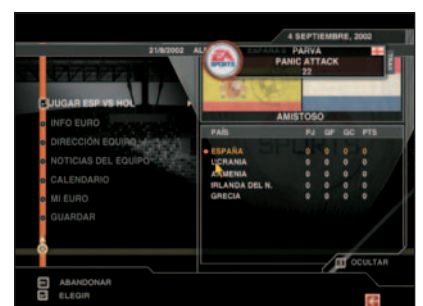 4 SEPTIEMBRE, 2002
21/8/2002
EA
SPORTS
PARVA
PANIC ATTACK
22
JUGAR ESP VS HOL
INFO EURO
DIRECCIÓN EQUIPO
NOTICIAS DEL EQUIPO
CALENDARIO
MI EURO
GUARDAR
AMISTOSO
PAÍS PJ GF GC PTS
ESPAÑA 0 0 0 0
UCRANIA 0 0 0 0
ARMENIA 0 0 0 0
IRLANDA DEL N. 0 0 0 0
GRECIA 0 0 0 0
OCULTAR
ABANDONAR
ELEGIR